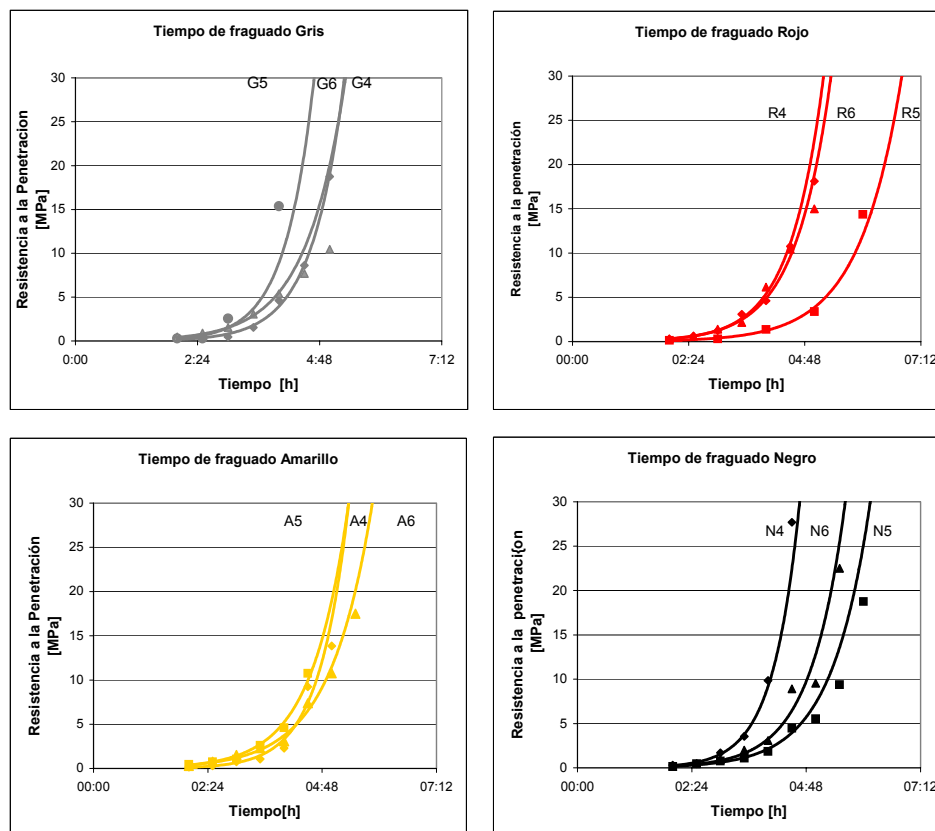 Tiempo de fraguado Gris
Resistencia a la Penetracion
[MPa]
30
25
20
15
10
5
0
G5
G6
G4
0:00
2:24
4:48
7:12
Tiempo [h]
Tiempo de fraguado Rojo
Resistencia a la penetración
[MPa]
30
25
20
15
10
5
0
R4
R6
R5
00:00
02:24
04:48
07:12
Tiempo [h]
Tiempo de fraguado Amarillo
Resistencia a la Penetración
[MPa]
30
25
20
15
10
5
0
A5
A4
A6
00:00
02:24
04:48
07:12
Tiempo[h]
Tiempo de fraguado Negro
Resistencia a la penetraci{on
[MPa]
30
25
20
15
10
5
0
N4
N6
N5
00:00
02:24
04:48
07:12
Tiempo [h]